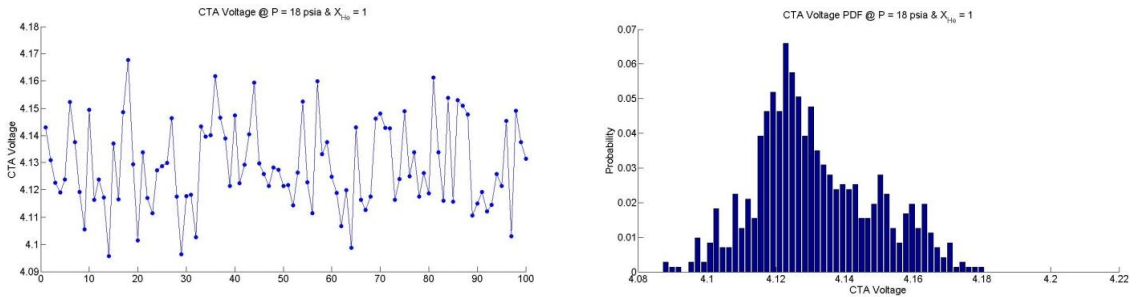 CTA Voltage @ P = 18 psia & X_He = 1
4.18
4.17
4.16
4.15
4.14
4.13
4.12
4.11
4.1
4.09
CTA Voltage
0 10 20 30 40 50 60 70 80 90 100
CTA Voltage PDF @ P = 18 psia & X_He = 1
0.07
0.06
0.05
0.04
0.03
0.02
0.01
0
Probability
4.08 4.1 4.12 4.14 4.16 4.18 4.2 4.22
CTA Voltage